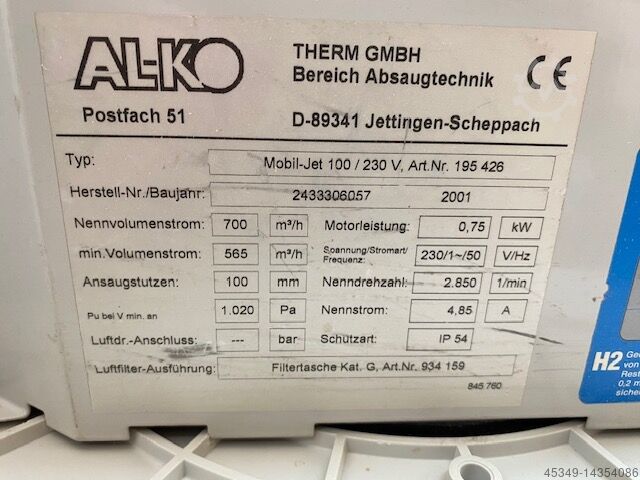 AL-KO
THERM GMBH
Bereich Absaugtechnik
CE
Postfach 51
D-89341 Jettingen-Scheppach
Typ: Mobil-Jet 100 / 230 V, Art.Nr. 195 426
Herstell-Nr./Baujahr: 2433306057 2001
Nennvolumenstrom: 700 m³/h Motorleistung: 0,75 kW
min.Volumenstrom: 565 m³/h Spannung/Stromart/Frequenz: 230/1~/50 V/Hz
Ansaugstutzen: 100 mm Nenndrehzahl: 2.850 1/min
Pu bei V min. an 1.020 Pa Nennstrom: 4,85 A
Luftdr.-Anschluss: --- bar Schutzart: IP 54
Luftfilter-Ausführung: Filtertasche Kat. G, Art.Nr. 934 159
845 760
H2
von
Rest
0,2 m
45349-14354086